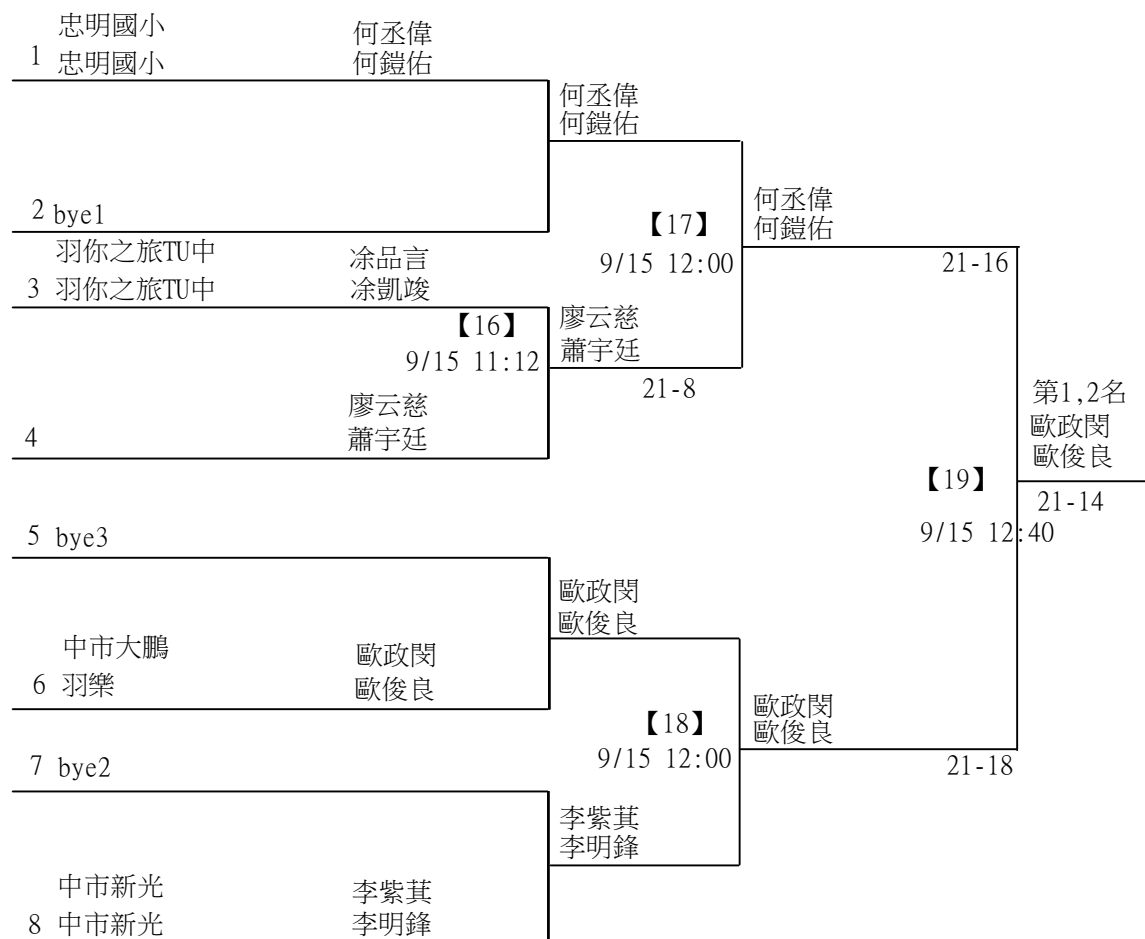 忠明國小 何丞偉
1 忠明國小 何鎧佑
何丞偉
何鎧佑
2 bye1
何丞偉
何鎧佑
【17】
9/15 12:00
21-16
羽你之旅TU中 凃品言
3 羽你之旅TU中 凃凱竣
【16】
9/15 11:12
廖云慈
蕭宇廷
21-8
廖云慈
4 蕭宇廷
第1,2名
歐政閔
歐俊良
【19】
21-14
9/15 12:40
5 bye3
歐政閔
歐俊良
中市大鵬 歐政閔
6 羽樂 歐俊良
【18】
9/15 12:00
歐政閔
歐俊良
21-18
7 bye2
李紫萁
李明鋒
中市新光 李紫萁
8 中市新光 李明鋒